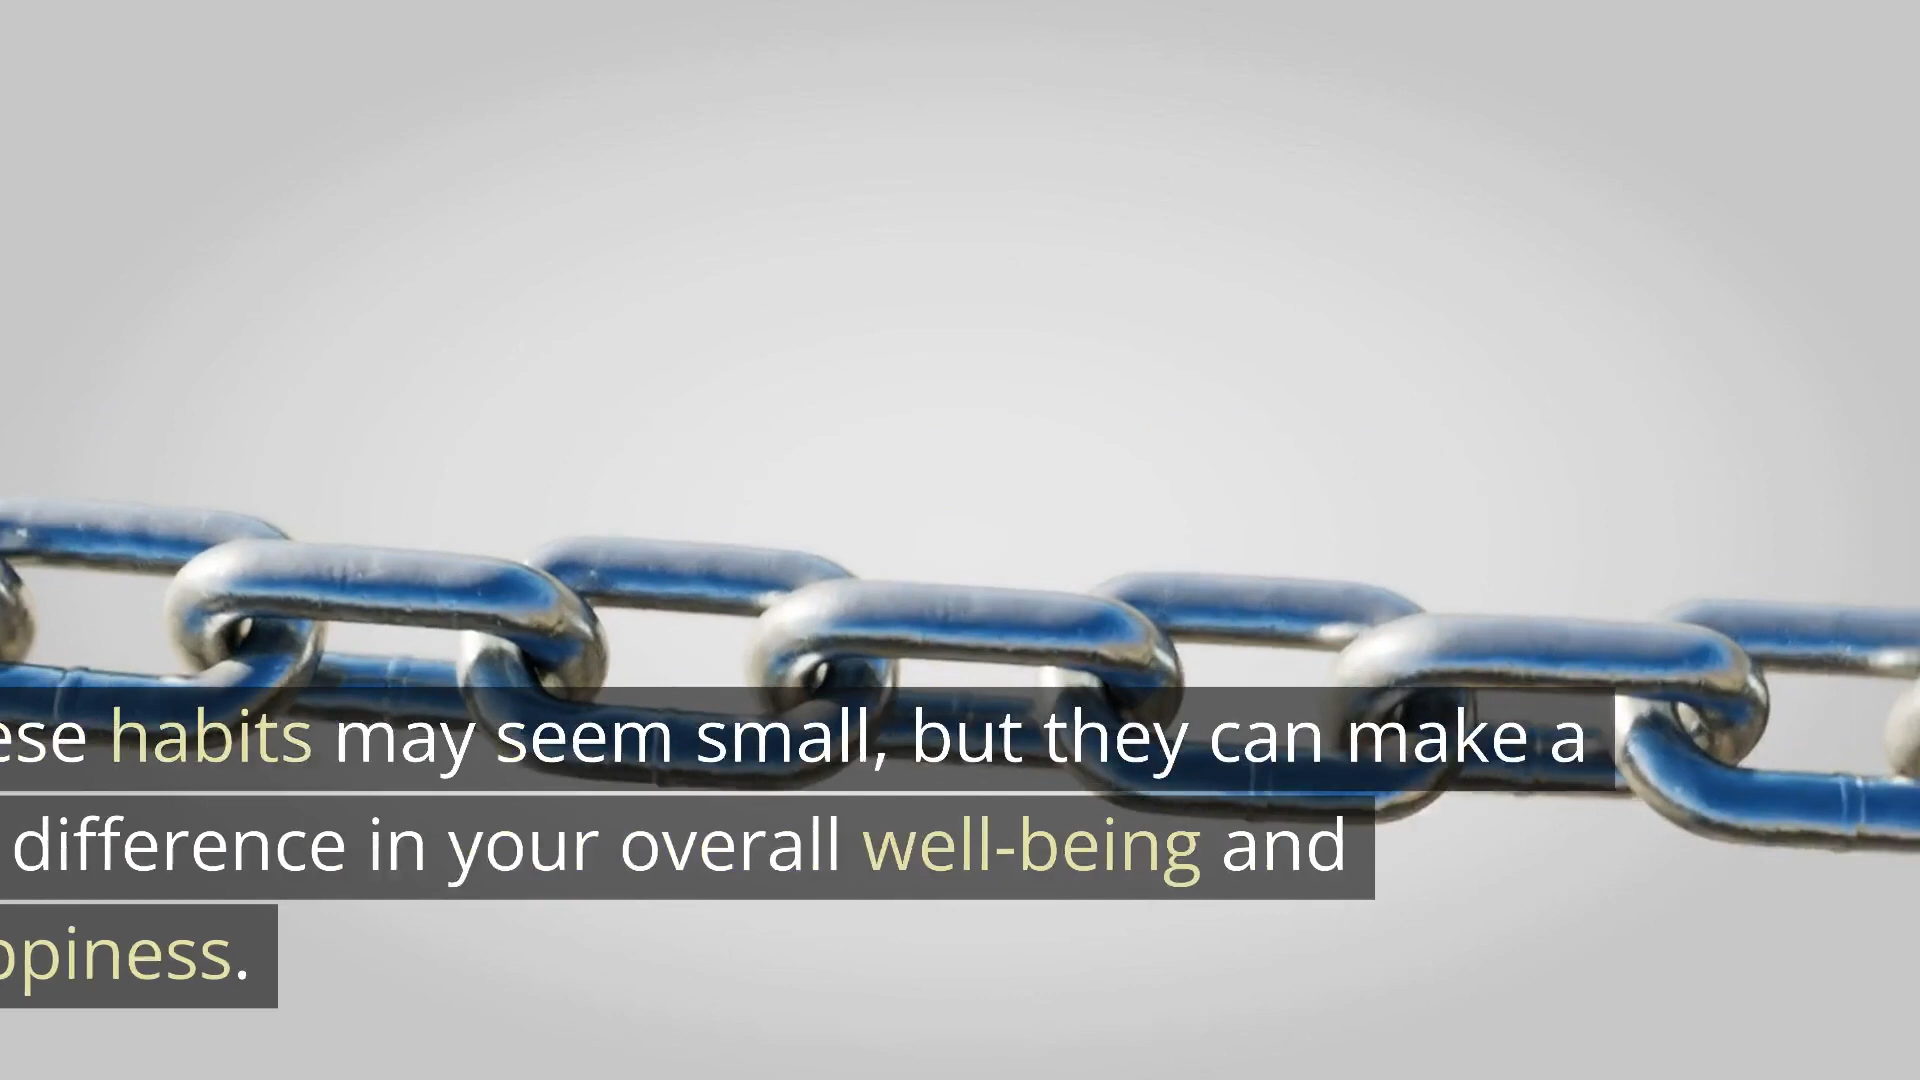 ese habits may seem small, but they can make a
difference in your overall well-being and
ppiness.